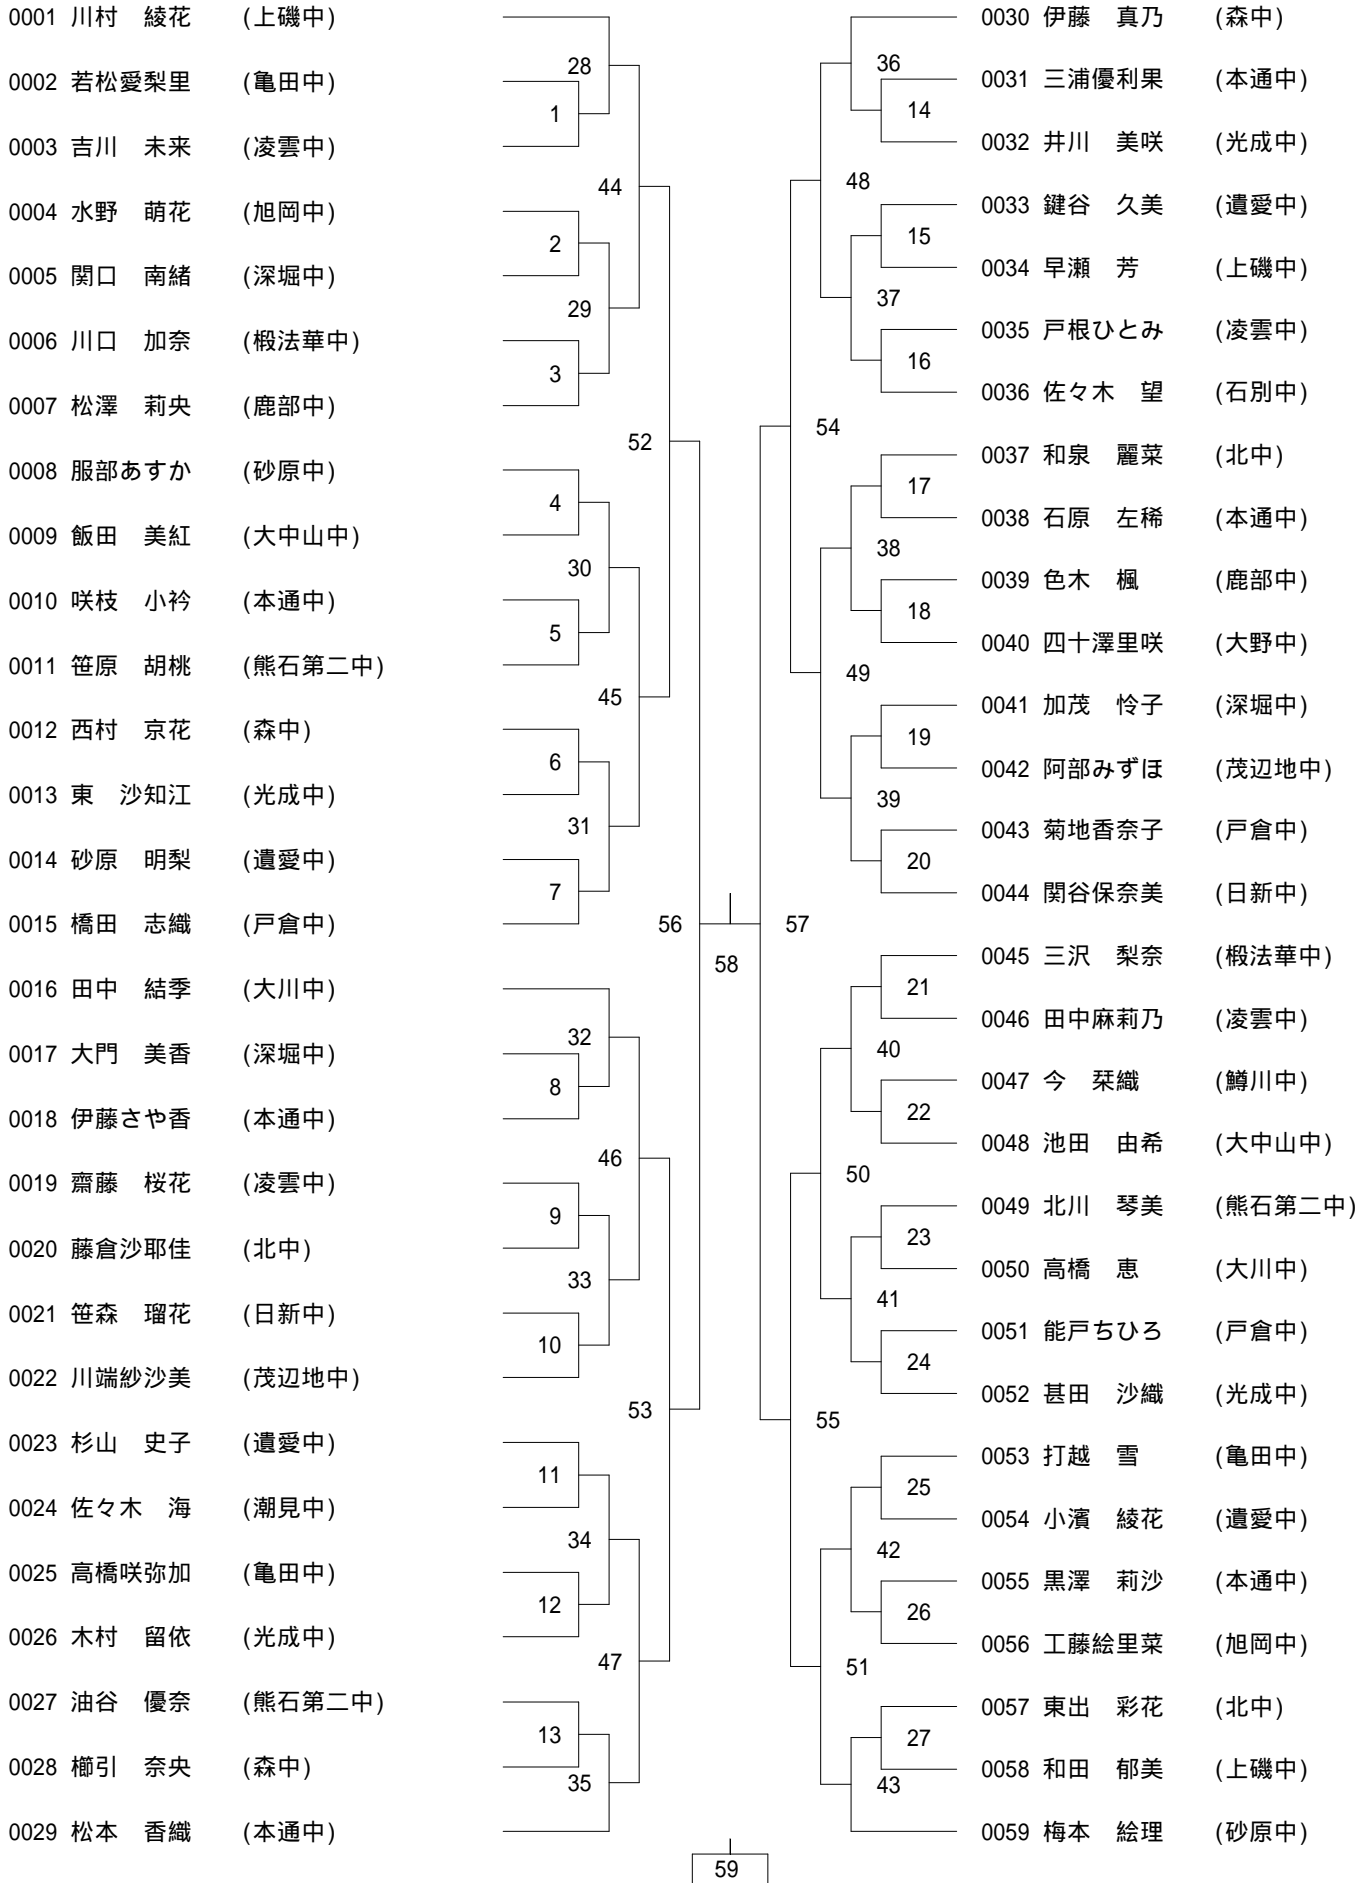 0001 川村　綾花 (上磯中)
28
0002 若松愛梨里 (亀田中)
1
0003 吉川　未来 (凌雲中)
44
0004 水野　萌花 (旭岡中)
2
0005 関口　南緒 (深堀中)
29
0006 川口　加奈 (椴法華中)
3
0007 松澤　莉央 (鹿部中)
52
0008 服部あすか (砂原中)
4
0009 飯田　美紅 (大中山中)
30
0010 咲枝　小衿 (本通中)
5
0011 笹原　胡桃 (熊石第二中)
45
0012 西村　京花 (森中)
6
0013 東　沙知江 (光成中)
31
0014 砂原　明梨 (遺愛中)
7
0015 橋田　志織 (戸倉中)
56
0016 田中　結季 (大川中)
32
0017 大門　美香 (深堀中)
8
0018 伊藤さや香 (本通中)
46
0019 齋藤　桜花 (凌雲中)
9
0020 藤倉沙耶佳 (北中)
33
0021 笹森　瑠花 (日新中)
10
0022 川端紗沙美 (茂辺地中)
53
0023 杉山　史子 (遺愛中)
11
0024 佐々木　海 (潮見中)
34
0025 高橋咲弥加 (亀田中)
12
0026 木村　留依 (光成中)
47
0027 油谷　優奈 (熊石第二中)
13
0028 櫛引　奈央 (森中)
35
0029 松本　香織 (本通中)
58
59
0030 伊藤　真乃 (森中)
36
0031 三浦優利果 (本通中)
14
0032 井川　美咲 (光成中)
48
0033 鍵谷　久美 (遺愛中)
15
0034 早瀬　芳 (上磯中)
37
0035 戸根ひとみ (凌雲中)
16
0036 佐々木　望 (石別中)
54
0037 和泉　麗菜 (北中)
17
0038 石原　左稀 (本通中)
38
0039 色木　楓 (鹿部中)
18
0040 四十澤里咲 (大野中)
49
0041 加茂　怜子 (深堀中)
19
0042 阿部みずほ (茂辺地中)
39
0043 菊地香奈子 (戸倉中)
20
0044 関谷保奈美 (日新中)
57
0045 三沢　梨奈 (椴法華中)
21
0046 田中麻莉乃 (凌雲中)
40
0047 今　栞織 (鱒川中)
22
0048 池田　由希 (大中山中)
50
0049 北川　琴美 (熊石第二中)
23
0050 高橋　恵 (大川中)
41
0051 能戸ちひろ (戸倉中)
24
0052 甚田　沙織 (光成中)
55
0053 打越　雪 (亀田中)
25
0054 小濱　綾花 (遺愛中)
42
0055 黒澤　莉沙 (本通中)
26
0056 工藤絵里菜 (旭岡中)
51
0057 東出　彩花 (北中)
27
0058 和田　郁美 (上磯中)
43
0059 梅本　絵理 (砂原中)